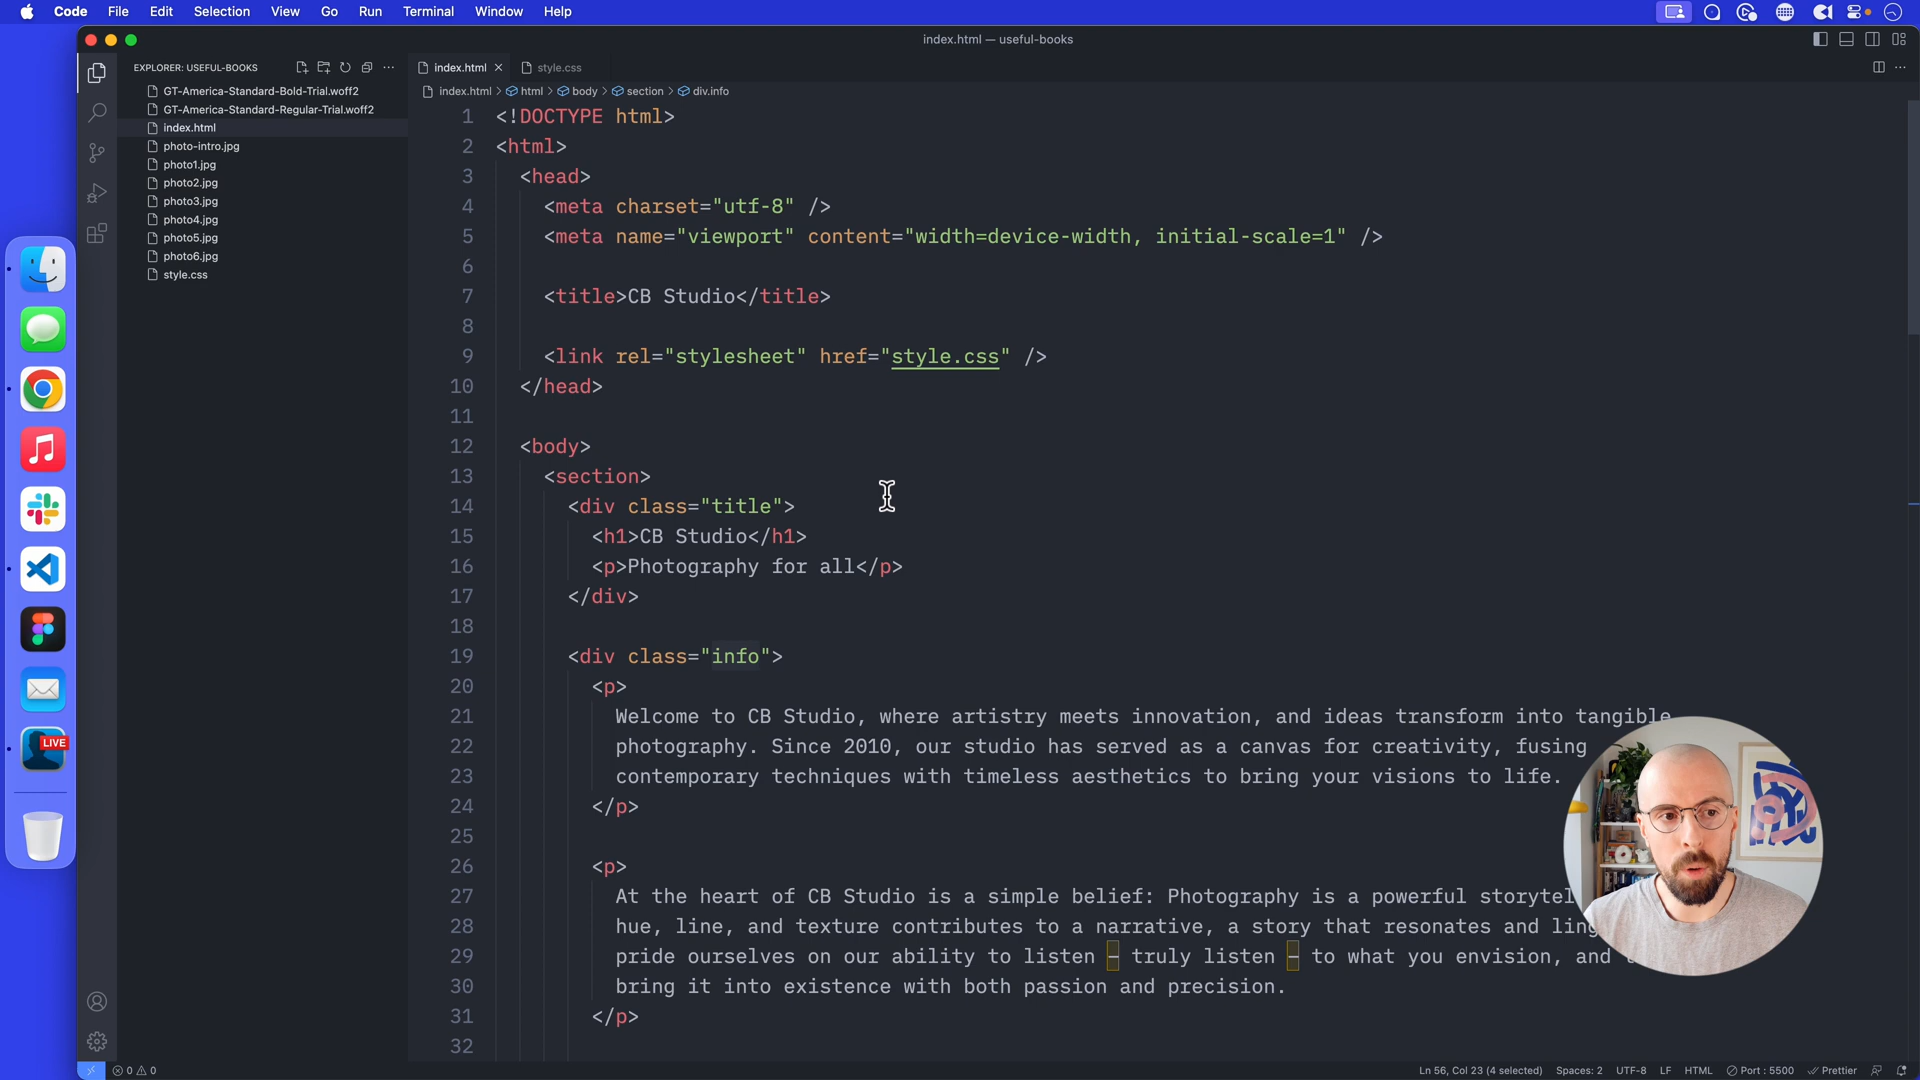 Code File Edit Selection View Go Run Terminal Window Help
index.html — useful-books
EXPLORER: USEFUL-BOOKS
index.html
style.css
GT-America-Standard-Bold-Trial.woff2
GT-America-Standard-Regular-Trial.woff2
index.html
photo-intro.jpg
photo1.jpg
photo2.jpg
photo3.jpg
photo4.jpg
photo5.jpg
photo6.jpg
style.css
LIVE
index.html > html > body > section > div.info
1 <!DOCTYPE html>
2 <html>
3 <head>
4 <meta charset="utf-8" />
5 <meta name="viewport" content="width=device-width, initial-scale=1" />
6
7 <title>CB Studio</title>
8
9 <link rel="stylesheet" href="style.css" />
10 </head>
11
12 <body>
13 <section>
14 <div class="title">
15 <h1>CB Studio</h1>
16 <p>Photography for all</p>
17 </div>
18
19 <div class="info">
20 <p>
21 Welcome to CB Studio, where artistry meets innovation, and ideas transform into tangible
22 photography. Since 2010, our studio has served as a canvas for creativity, fusing
23 contemporary techniques with timeless aesthetics to bring your visions to life.
24 </p>
25
26 <p>
27 At the heart of CB Studio is a simple belief: Photography is a powerful
28 hue, line, and texture contributes to a narrative, a story that resonates and
29 pride ourselves on our ability to listen – truly listen – to what you envision, and
30 bring it into existence with both passion and precision.
31 </p>
32
0 0
Ln 56, Col 23 (4 selected) Spaces: 2 UTF-8 LF HTML Port : 5500 Prettier